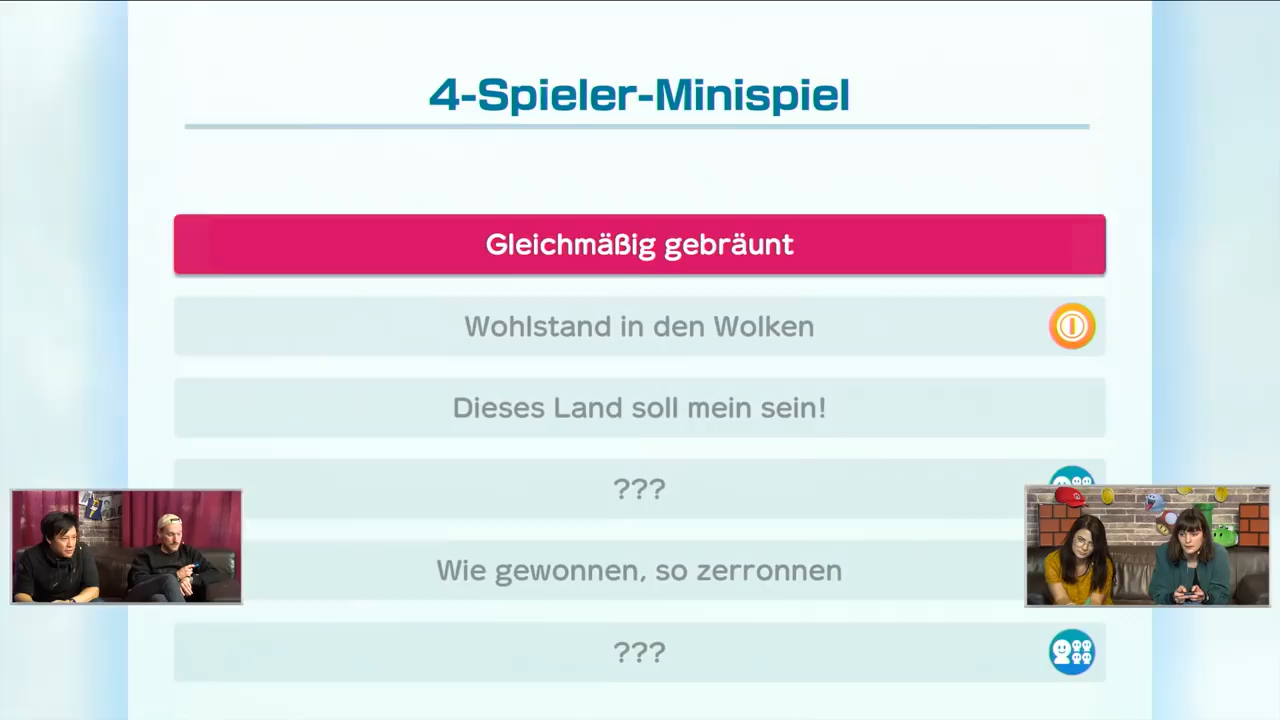 4-Spieler-Minispiel
Gleichmäßig gebräunt
Wohlstand in den Wolken
Dieses Land soll mein sein!
???
Wie gewonnen, so zerronnen
???